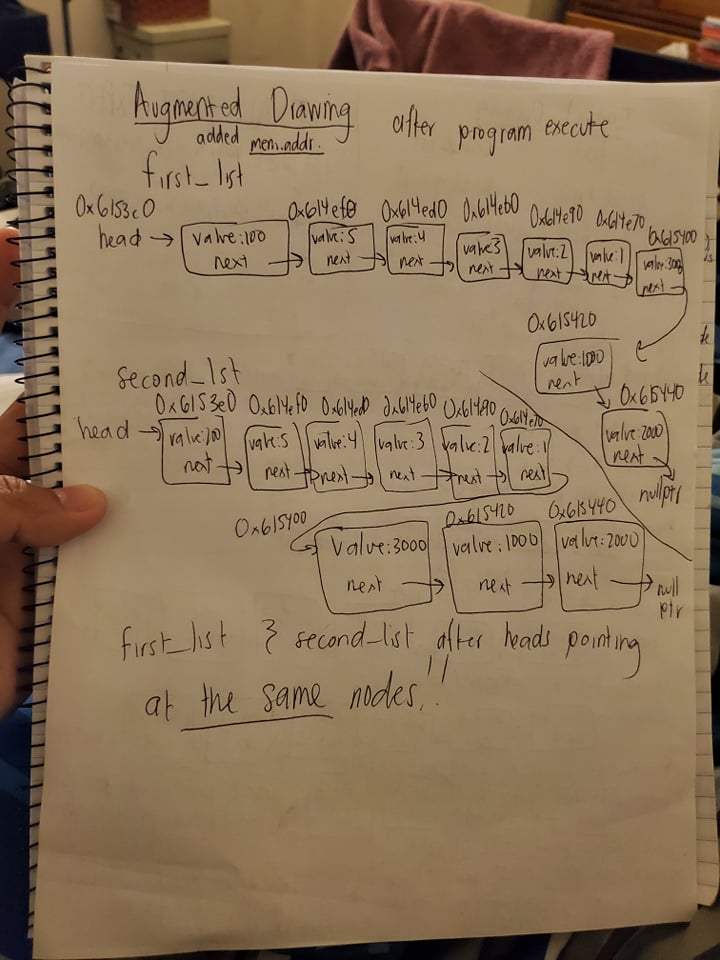 Augmented Drawing after program execute
added mem.addr.
first_list
0x6153c0 0x614ef0 0x614ed0 0x614eb0 0x614e90 0x614e70 0x615400
head → value:100 value:5 value:4 value:3 value:2 value:1 value:3000
next next next next next next next
0x615420
value:1000
next
0x615440
value:2000
next
nullptr
second_lst
0x6153e0 0x614ef0 0x614ed0 0x614eb0 0x614e90 0x614e70
head → value:200 value:5 value:4 value:3 value:2 value:1
next next next next next next
0x615400 0x615420 0x615440
value:3000 value:1000 value:2000
next next next
null
ptr
first_list & second_list after heads pointing
at the same nodes!!